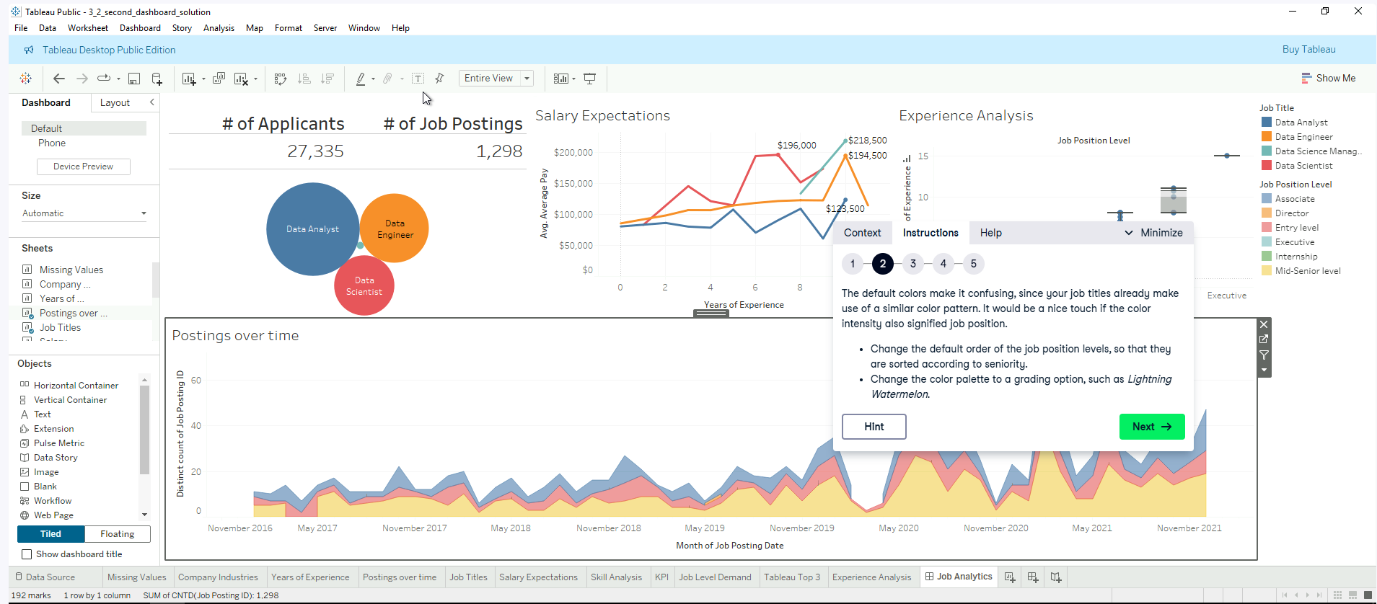 Tableau Public - 3_2_second_dashboard_solution
File Data Worksheet Dashboard Story Analysis Map Format Server Window Help
Tableau Desktop Public Edition
Buy Tableau
Entire View
Show Me
Dashboard Layout
Default
Phone
Device Preview
Size
Automatic
Sheets
Missing Values
Company ...
Years of ...
Postings over ...
Job Titles
Objects
Horizontal Container
Vertical Container
Text
Extension
Pulse Metric
Data Story
Image
Blank
Workflow
Web Page
Tiled Floating
Show dashboard title
# of Applicants # of Job Postings
27,335 1,298
Data Analyst
Data Engineer
Data Scientist
Salary Expectations
Avg. Average Pay
$200,000
$150,000
$100,000
$50,000
$0
$196,000
$218,500
$194,500
$123,500
0 2 4 6 8
Years of Experience
Experience Analysis
Job Position Level
of Experience
15
10
Executive
Job Title
Data Analyst
Data Engineer
Data Science Manag..
Data Scientist
Job Position Level
Associate
Director
Entry level
Executive
Internship
Mid-Senior level
Context Instructions Help Minimize
1 2 3 4 5
The default colors make it confusing, since your job titles already make
use of a similar color pattern. It would be a nice touch if the color
intensity also signified job position.
• Change the default order of the job position levels, so that they
are sorted according to seniority.
• Change the color palette to a grading option, such as Lightning
Watermelon.
Hint
Next →
Postings over time
Distinct count of Job Posting ID
60
40
20
0
November 2016 May 2017 November 2017 May 2018 November 2018 May 2019 November 2019 May 2020 November 2020 May 2021 November 2021
Month of Job Posting Date
Data Source Missing Values Company Industries Years of Experience Postings over time Job Titles Salary Expectations Skill Analysis KPI Job Level Demand Tableau Top 3 Experience Analysis Job Analytics
192 marks 1 row by 1 column SUM of CNTD(Job Posting ID): 1,298